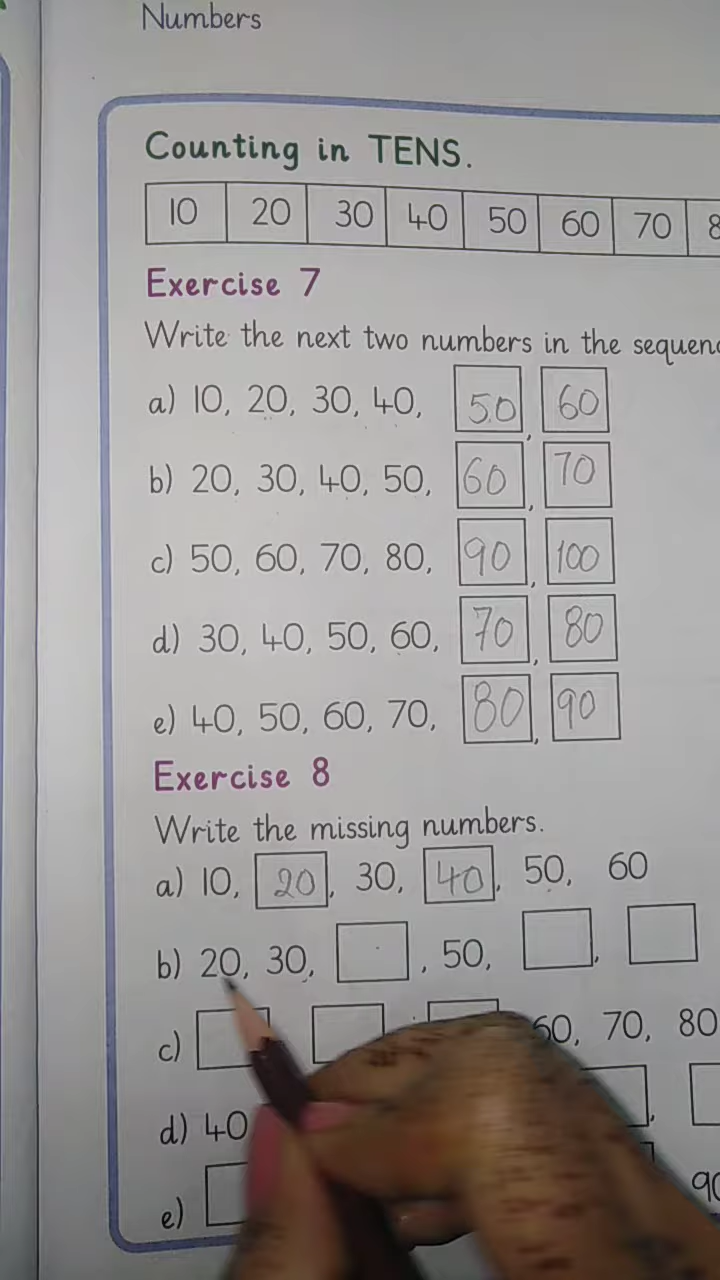 Numbers
Counting in TENS.
10 20 30 40 50 60 70 8
Exercise 7
Write the next two numbers in the
a) 10, 20, 30, 40, 50, 60
b) 20, 30, 40, 50, 60, 70
c) 50, 60, 70, 80, 90, 100
d) 30, 40, 50, 60, 70, 80
e) 40, 50, 60, 70, 80, 90
Exercise 8
Write the missing numbers.
a) 10, 20, 30, 40, 50, 60
b) 20, 30, , 50, ,
c) 60, 70, 80
d) 40
e) 90